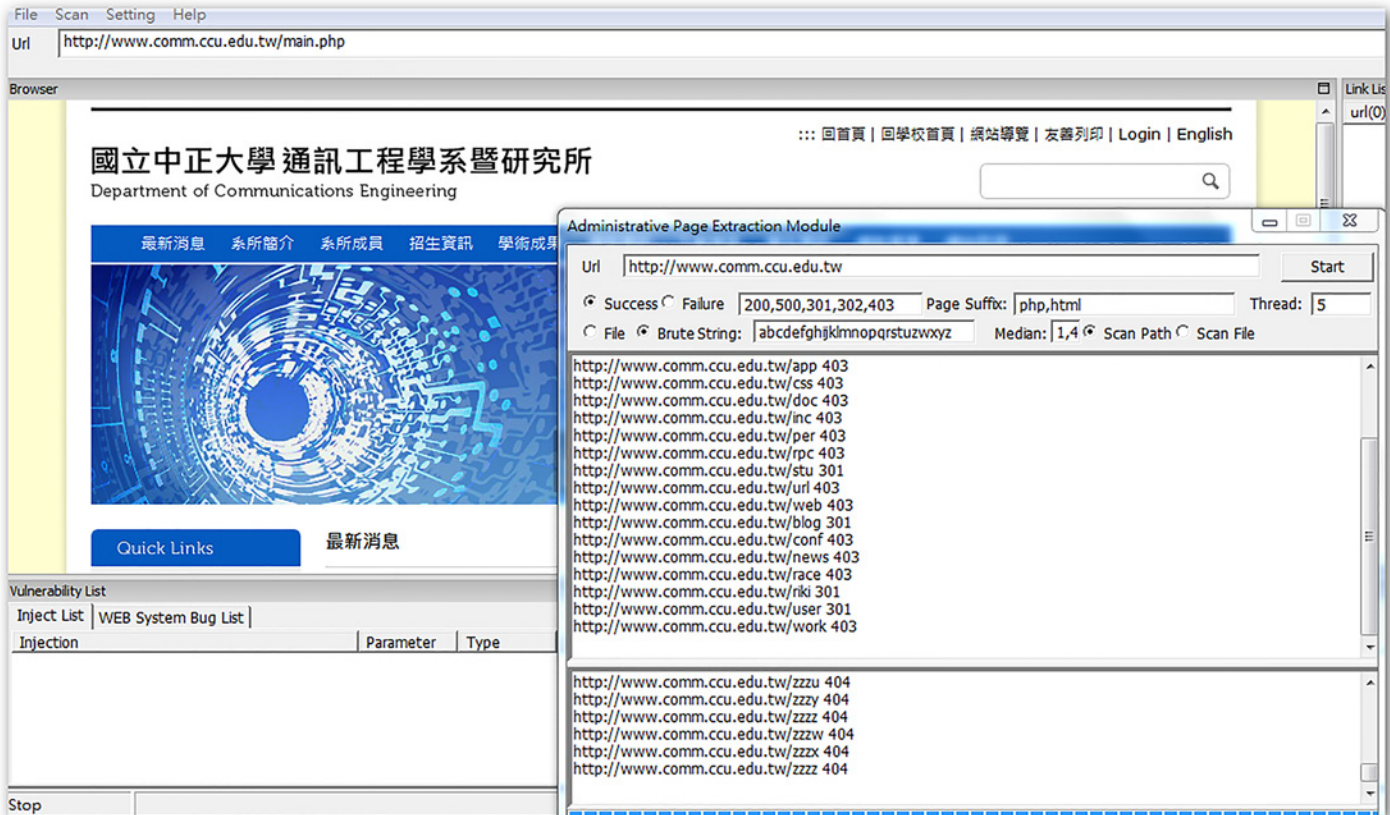 File Scan Setting Help
Url http://www.comm.ccu.edu.tw/main.php
Browser
Link Lis
url(0)
::: 回首頁 | 回學校首頁 | 網站導覽 | 友善列印 | Login | English
國立中正大學 通訊工程學系暨研究所
Department of Communications Engineering
最新消息 系所簡介 系所成員 招生資訊 學術成果
Quick Links
最新消息
Administrative Page Extraction Module
Url http://www.comm.ccu.edu.tw Start
Success Failure 200,500,301,302,403 Page Suffix: php,html Thread: 5
File Brute String: abcdefghijklmnopqrstuzwxyz Median: 1,4 Scan Path Scan File
http://www.comm.ccu.edu.tw/app 403
http://www.comm.ccu.edu.tw/css 403
http://www.comm.ccu.edu.tw/doc 403
http://www.comm.ccu.edu.tw/inc 403
http://www.comm.ccu.edu.tw/per 403
http://www.comm.ccu.edu.tw/rpc 403
http://www.comm.ccu.edu.tw/stu 301
http://www.comm.ccu.edu.tw/url 403
http://www.comm.ccu.edu.tw/web 403
http://www.comm.ccu.edu.tw/blog 301
http://www.comm.ccu.edu.tw/conf 403
http://www.comm.ccu.edu.tw/news 403
http://www.comm.ccu.edu.tw/race 403
http://www.comm.ccu.edu.tw/riki 301
http://www.comm.ccu.edu.tw/user 301
http://www.comm.ccu.edu.tw/work 403
http://www.comm.ccu.edu.tw/zzzu 404
http://www.comm.ccu.edu.tw/zzzy 404
http://www.comm.ccu.edu.tw/zzzz 404
http://www.comm.ccu.edu.tw/zzzw 404
http://www.comm.ccu.edu.tw/zzzx 404
http://www.comm.ccu.edu.tw/zzzz 404
Vulnerability List
Inject List WEB System Bug List
Injection Parameter Type
Stop